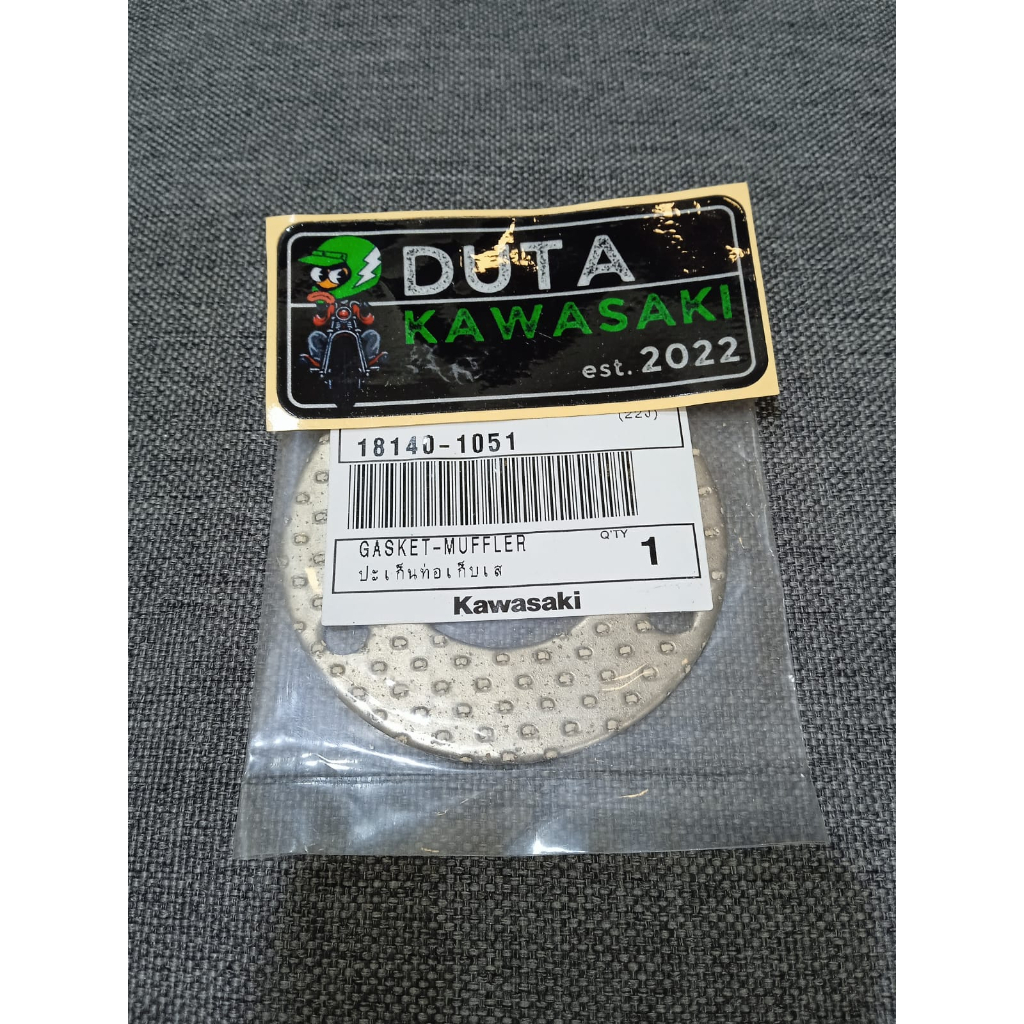 DUTA
KAWASAKI
est. 2022
(22J)
18140-1051
GASKET-MUFFLER
Q'TY
1
ปะเก็นท่อเก็บเส
Kawasaki